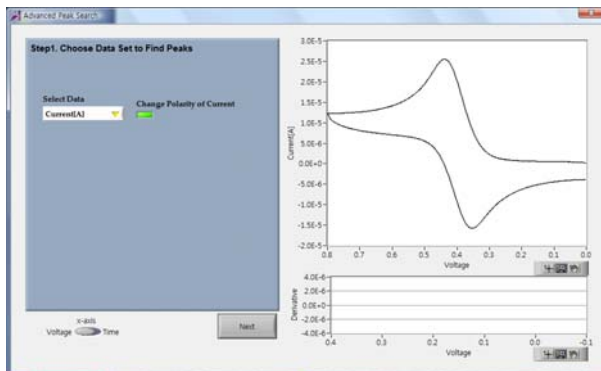 Advanced Peak Search
Step1. Choose Data Set to Find Peaks
Select Data
Current[A]
Change Polarity of Current
x-axis
Voltage Time
Next
Current[A]
3.0E-5
2.5E-5
2.0E-5
1.5E-5
1.0E-5
5.0E-6
0.0E+0
-5.0E-6
-1.0E-5
-1.5E-5
-2.0E-5
0.8 0.7 0.6 0.5 0.4 0.3 0.2 0.1 0.0
Voltage
Derivative
4.0E-6
2.0E-6
0.0E+0
-2.0E-6
-4.0E-6
0.4 0.3 0.2 0.1 0.0 -0.1
Voltage